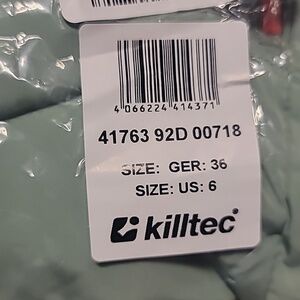 4 066224 414371
41763 92D 00718
SIZE: GER: 36
SIZE: US: 6
killtec